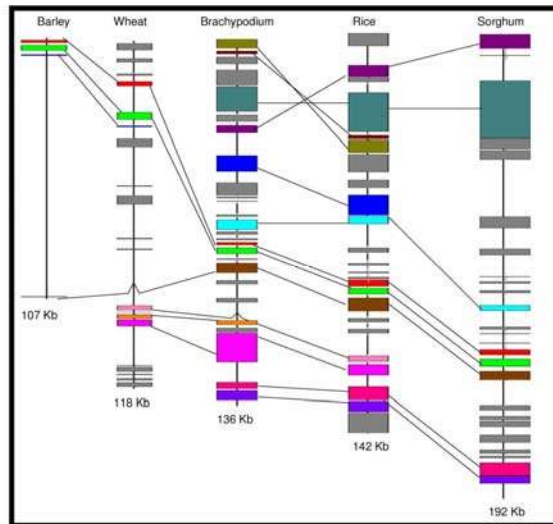 Barley Wheat Brachypodium Rice Sorghum
107 Kb
118 Kb
136 Kb
142 Kb
192 Kb